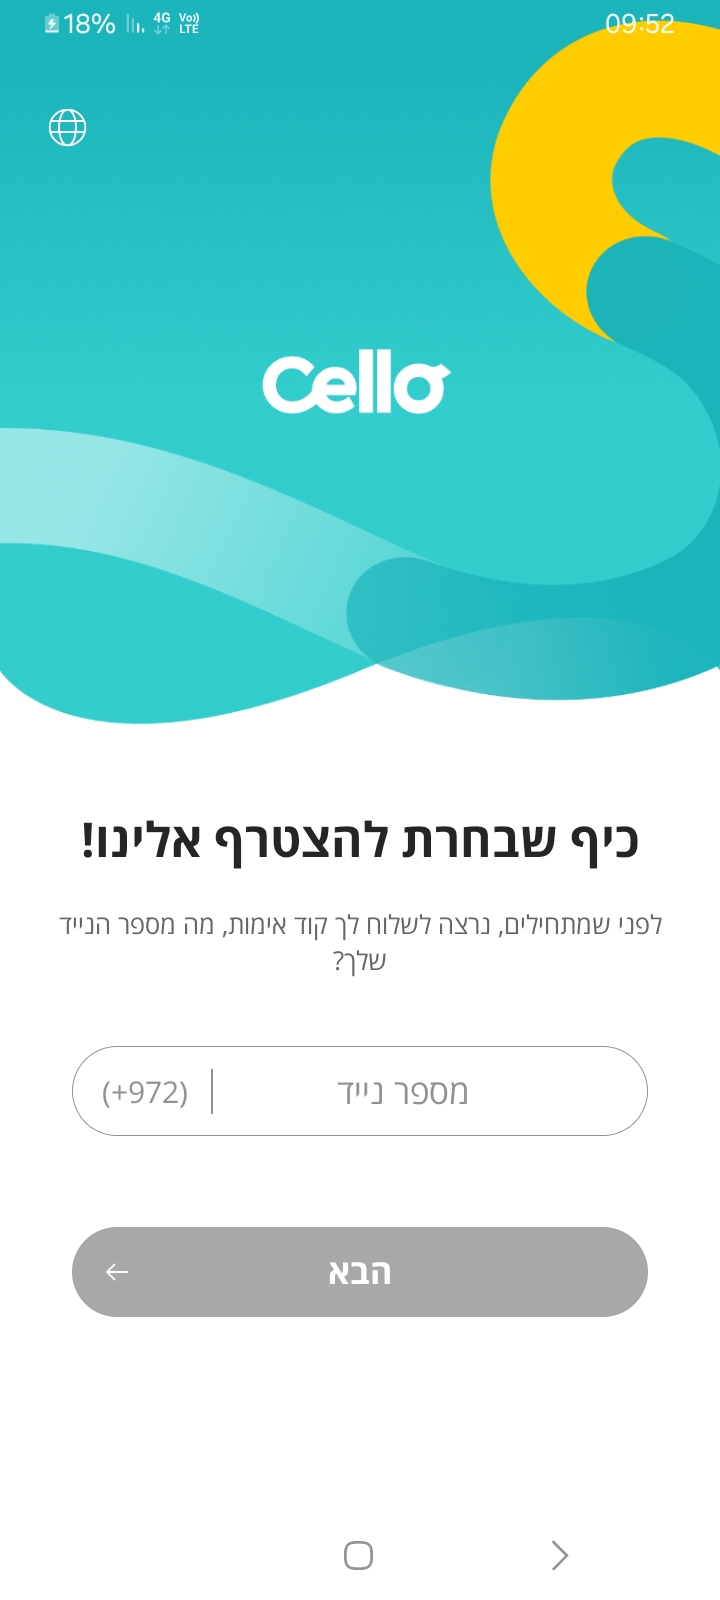 18% 4G Vo)) LTE 09:52
Cello
כיף שבחרת להצטרף אלינו!
לפני שמתחילים, נרצה לשלוח לך קוד אימות, מה מספר הנייד
שלך?
(+972) מספר נייד
הבא